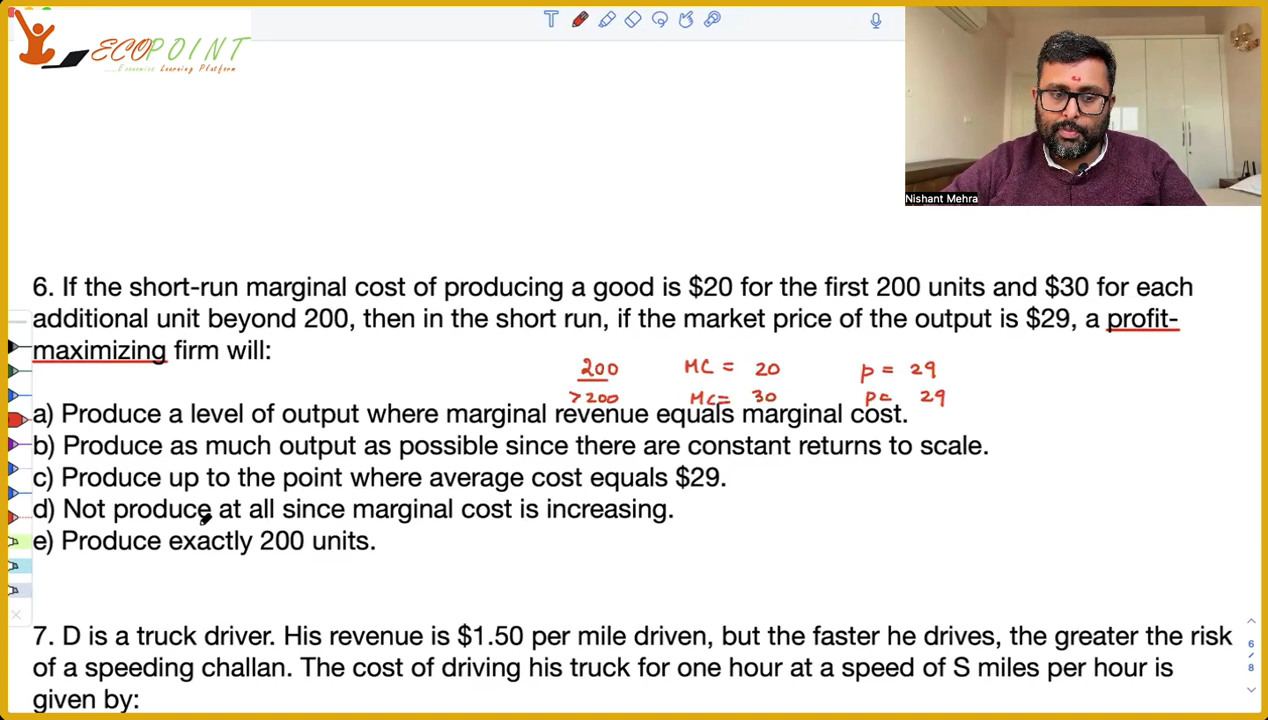 ECOPOINT
....Economics Learning Platform
T
Nishant Mehra
6. If the short-run marginal cost of producing a good is $20 for the first 200 units and $30 for each
additional unit beyond 200, then in the short run, if the market price of the output is $29, a profit-
maximizing firm will:
200 MC = 20 p = 29
>200 MC= 30 p= 29
a) Produce a level of output where marginal revenue equals marginal cost.
b) Produce as much output as possible since there are constant returns to scale.
c) Produce up to the point where average cost equals $29.
d) Not produce at all since marginal cost is increasing.
e) Produce exactly 200 units.
7. D is a truck driver. His revenue is $1.50 per mile driven, but the faster he drives, the greater the risk
of a speeding challan. The cost of driving his truck for one hour at a speed of S miles per hour is
given by:
6
/
8